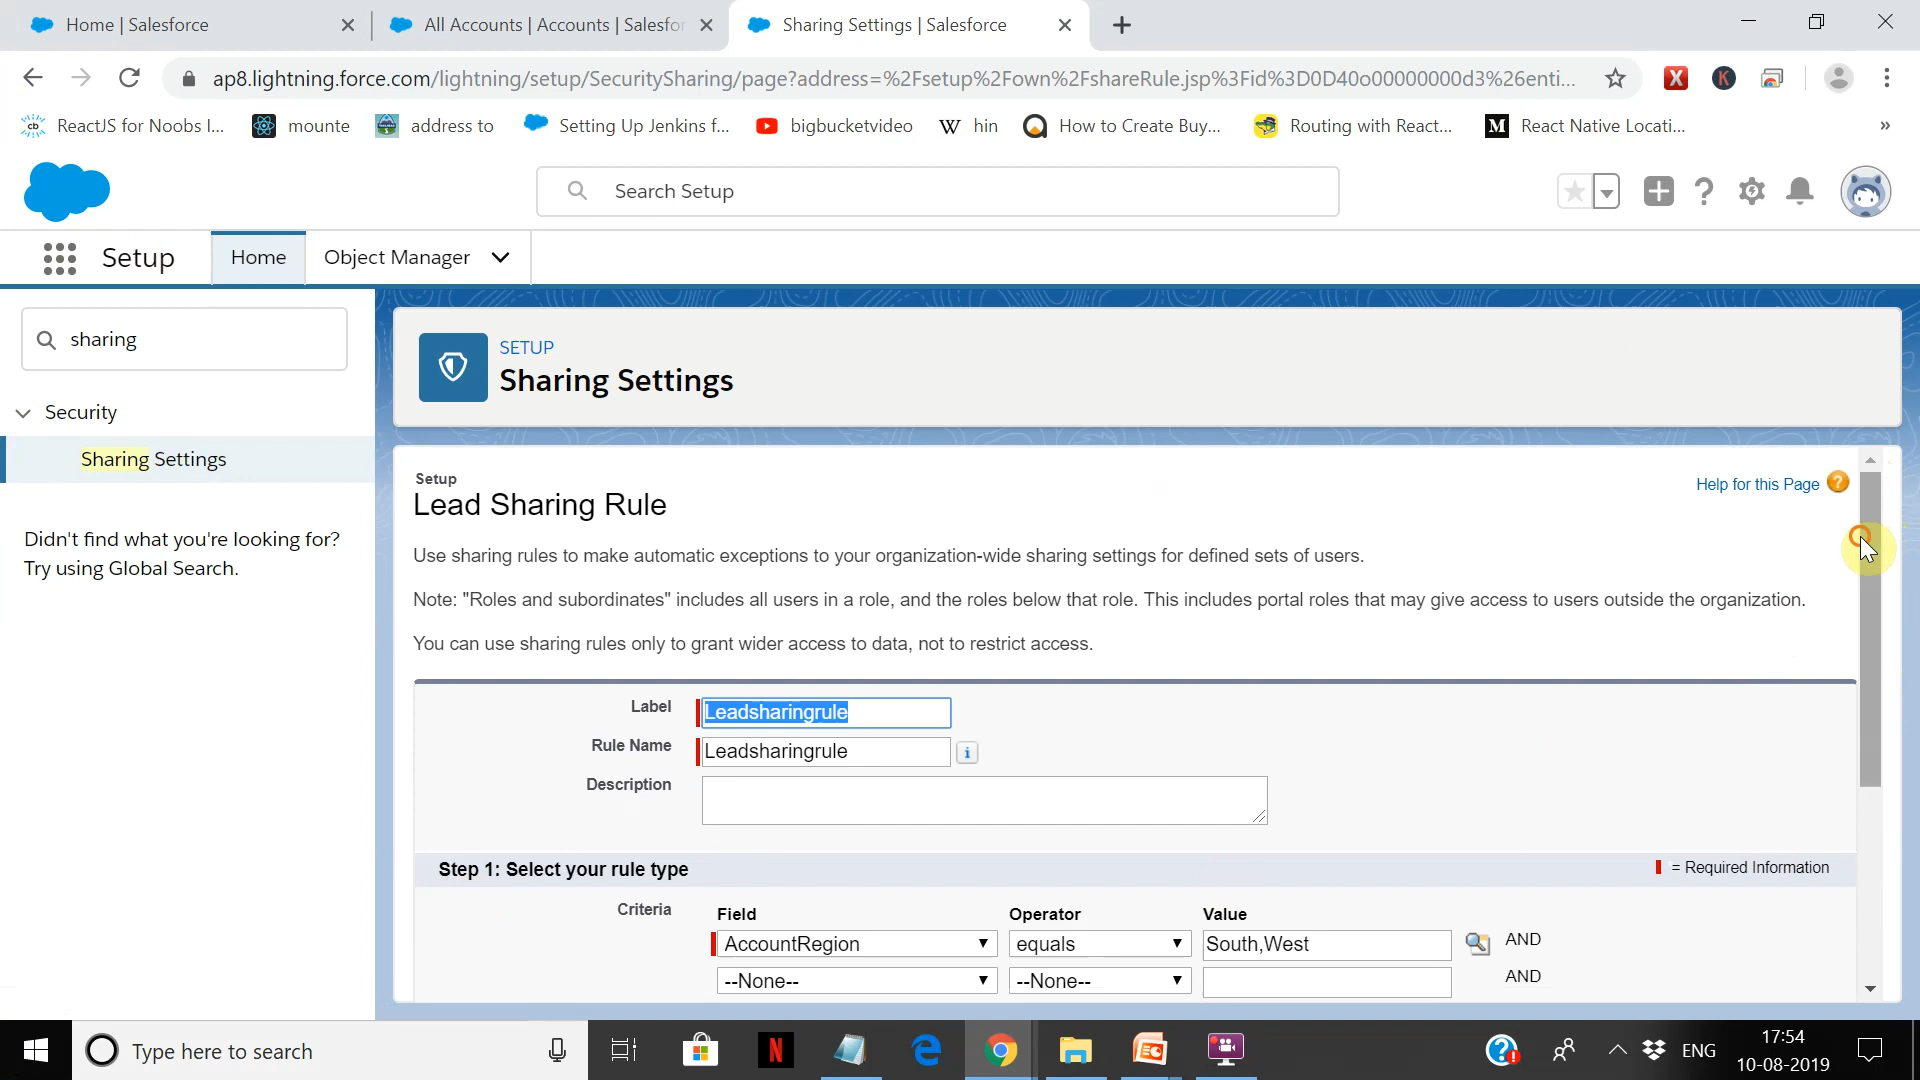 Home | Salesforce
All Accounts | Accounts | Salesfor
Sharing Settings | Salesforce
ap8.lightning.force.com/lightning/setup/SecuritySharing/page?address=%2Fsetup%2Fown%2FshareRule.jsp%3Fid%3D0D40o00000000d3%26enti...
X
K
ReactJS for Noobs I...
mounte
address to
Setting Up Jenkins f...
bigbucketvideo
W hin
How to Create Buy...
Routing with React...
M React Native Locati...
»
Search Setup
Setup
Home
Object Manager
sharing
Security
Sharing Settings
Didn't find what you're looking for?
Try using Global Search.
SETUP
Sharing Settings
Setup
Lead Sharing Rule
Help for this Page ?
Use sharing rules to make automatic exceptions to your organization-wide sharing settings for defined sets of users.
Note: "Roles and subordinates" includes all users in a role, and the roles below that role. This includes portal roles that may give access to users outside the organization.
You can use sharing rules only to grant wider access to data, not to restrict access.
Label Leadsharingrule
Rule Name Leadsharingrule i
Description
Step 1: Select your rule type
= Required Information
Criteria Field Operator Value
AccountRegion equals South,West AND
--None-- --None-- AND
Type here to search
N
ENG
17:54
10-08-2019